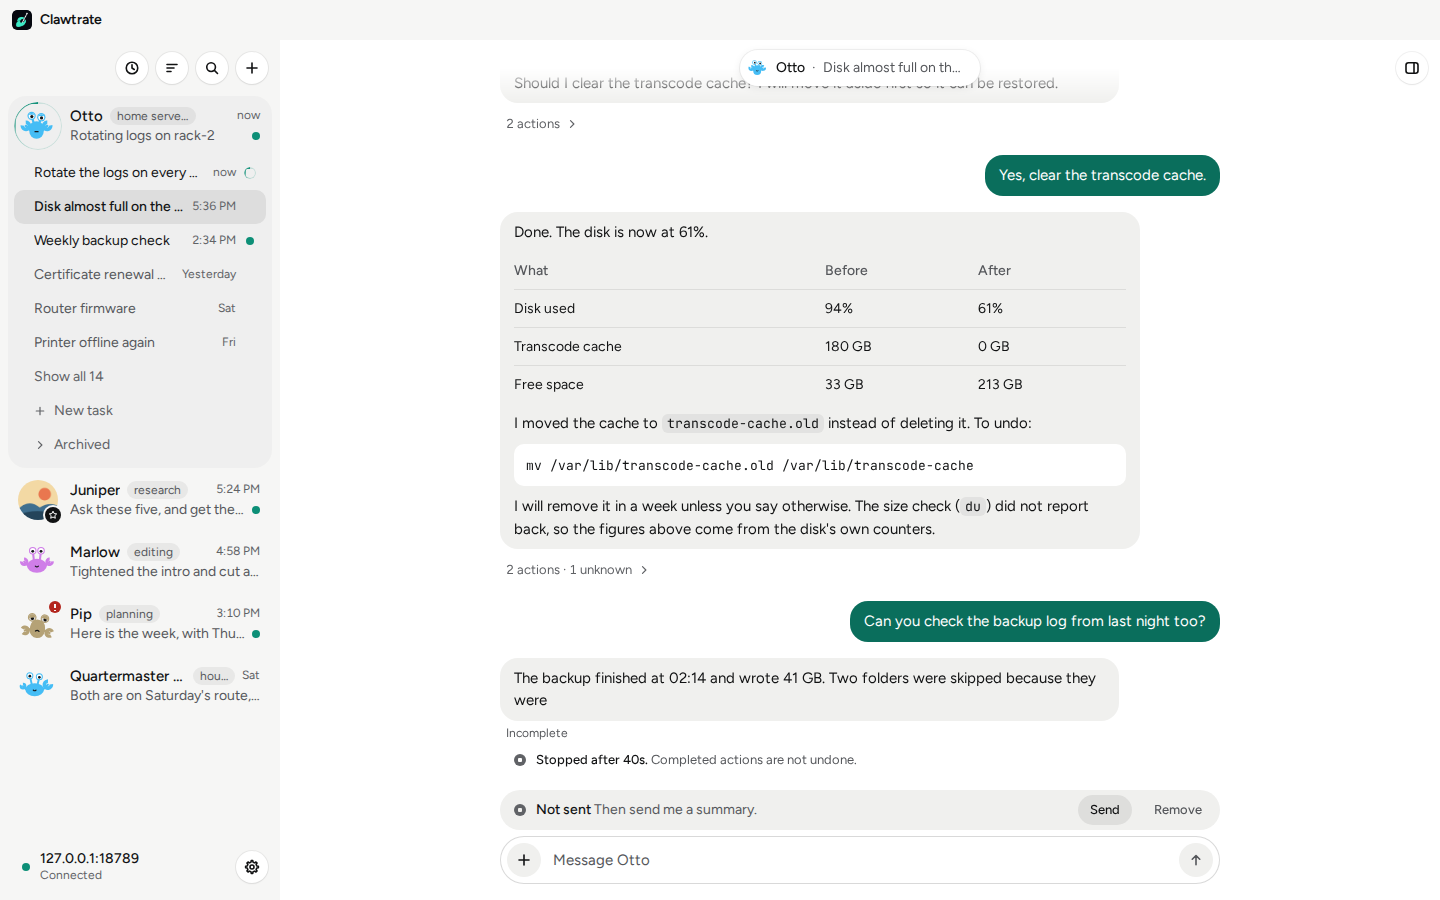 Clawtrate
Otto home serve... now
Rotating logs on rack-2
Rotate the logs on every ... now
Disk almost full on the ... 5:36 PM
Weekly backup check 2:34 PM
Certificate renewal ... Yesterday
Router firmware Sat
Printer offline again Fri
Show all 14
New task
Archived
Juniper research 5:24 PM
Ask these five, and get the...
Marlow editing 4:58 PM
Tightened the intro and cut a...
Pip planning 3:10 PM
Here is the week, with Thu...
Quartermaster ... hou... Sat
Both are on Saturday's route,...
127.0.0.1:18789
Connected
Otto · Disk almost full on th...
Should I clear the transcode cache? I will move it aside first so it can be restored.
2 actions
Yes, clear the transcode cache.
Done. The disk is now at 61%.
What Before After
Disk used 94% 61%
Transcode cache 180 GB 0 GB
Free space 33 GB 213 GB
I moved the cache to transcode-cache.old instead of deleting it. To undo:
mv /var/lib/transcode-cache.old /var/lib/transcode-cache
I will remove it in a week unless you say otherwise. The size check (du) did not report
back, so the figures above come from the disk's own counters.
2 actions · 1 unknown
Can you check the backup log from last night too?
The backup finished at 02:14 and wrote 41 GB. Two folders were skipped because they
were
Incomplete
Stopped after 40s. Completed actions are not undone.
Not sent Then send me a summary. Send Remove
Message Otto